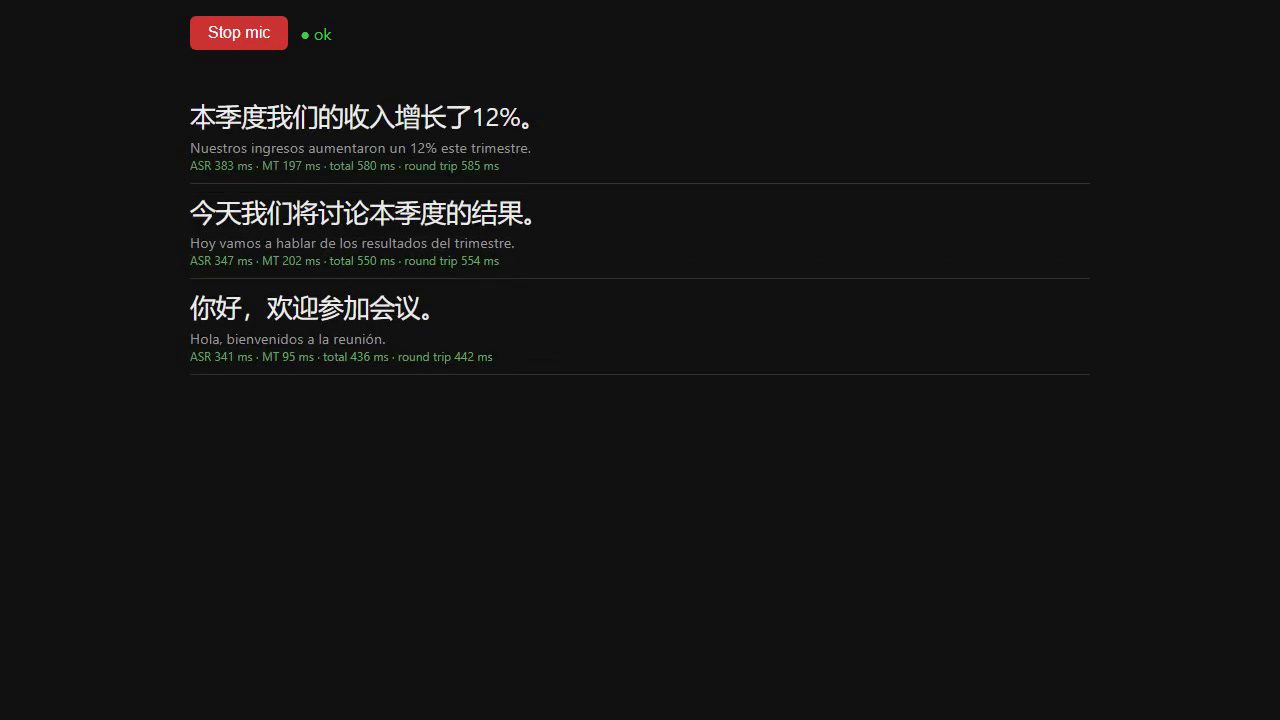 Stop mic
● ok
本季度我们的收入增长了12%。
Nuestros ingresos aumentaron un 12% este trimestre.
ASR 383 ms · MT 197 ms · total 580 ms · round trip 585 ms
今天我们将讨论本季度的结果。
Hoy vamos a hablar de los resultados del trimestre.
ASR 347 ms · MT 202 ms · total 550 ms · round trip 554 ms
你好，欢迎参加会议。
Hola, bienvenidos a la reunión.
ASR 341 ms · MT 95 ms · total 436 ms · round trip 442 ms